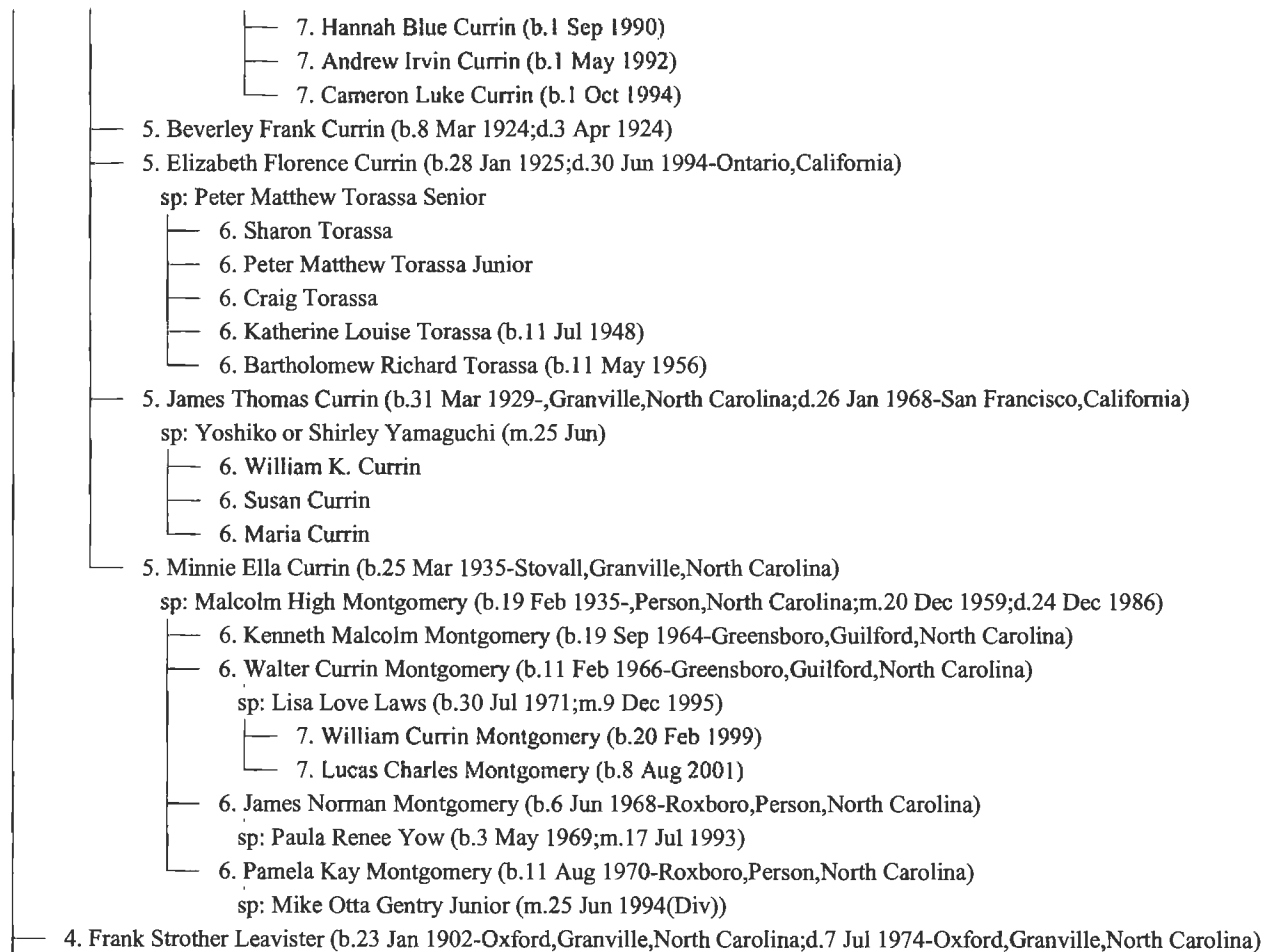 7. Hannah Blue Currin (b.1 Sep 1990)
7. Andrew Irvin Currin (b.1 May 1992)
7. Cameron Luke Currin (b.1 Oct 1994)
5. Beverley Frank Currin (b.8 Mar 1924;d.3 Apr 1924)
5. Elizabeth Florence Currin (b.28 Jan 1925;d.30 Jun 1994-Ontario,California)
sp: Peter Matthew Torassa Senior
6. Sharon Torassa
6. Peter Matthew Torassa Junior
6. Craig Torassa
6. Katherine Louise Torassa (b.11 Jul 1948)
6. Bartholomew Richard Torassa (b.11 May 1956)
5. James Thomas Currin (b.31 Mar 1929-,Granville,North Carolina;d.26 Jan 1968-San Francisco,California)
sp: Yoshiko or Shirley Yamaguchi (m.25 Jun)
6. William K. Currin
6. Susan Currin
6. Maria Currin
5. Minnie Ella Currin (b.25 Mar 1935-Stovall,Granville,North Carolina)
sp: Malcolm High Montgomery (b.19 Feb 1935-,Person,North Carolina;m.20 Dec 1959;d.24 Dec 1986)
6. Kenneth Malcolm Montgomery (b.19 Sep 1964-Greensboro,Guilford,North Carolina)
6. Walter Currin Montgomery (b.11 Feb 1966-Greensboro,Guilford,North Carolina)
sp: Lisa Love Laws (b.30 Jul 1971;m.9 Dec 1995)
7. William Currin Montgomery (b.20 Feb 1999)
7. Lucas Charles Montgomery (b.8 Aug 2001)
6. James Norman Montgomery (b.6 Jun 1968-Roxboro,Person,North Carolina)
sp: Paula Renee Yow (b.3 May 1969;m.17 Jul 1993)
6. Pamela Kay Montgomery (b.11 Aug 1970-Roxboro,Person,North Carolina)
sp: Mike Otta Gentry Junior (m.25 Jun 1994(Div))
4. Frank Strother Leavister (b.23 Jan 1902-Oxford,Granville,North Carolina;d.7 Jul 1974-Oxford,Granville,North Carolina)